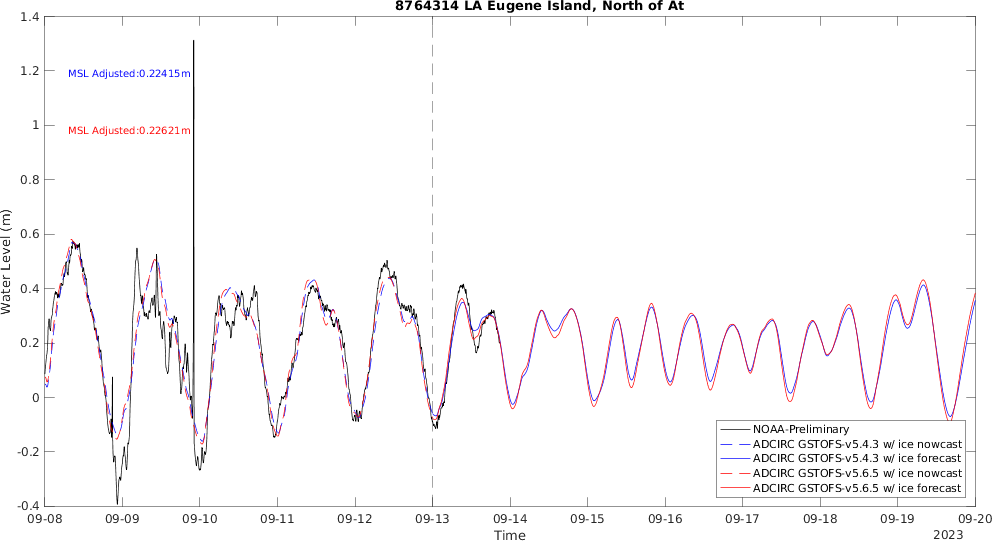 8764314 LA Eugene Island, North of At
1.4
1.2
1
0.8
0.6
0.4
0.2
0
-0.2
-0.4
Water Level (m)
MSL Adjusted:0.22415m
MSL Adjusted:0.22621m
NOAA-Preliminary
ADCIRC GSTOFS-v5.4.3 w/ ice nowcast
ADCIRC GSTOFS-v5.4.3 w/ ice forecast
ADCIRC GSTOFS-v5.6.5 w/ ice nowcast
ADCIRC GSTOFS-v5.6.5 w/ ice forecast
09-08 09-09 09-10 09-11 09-12 09-13 09-14 09-15 09-16 09-17 09-18 09-19 09-20
Time
2023